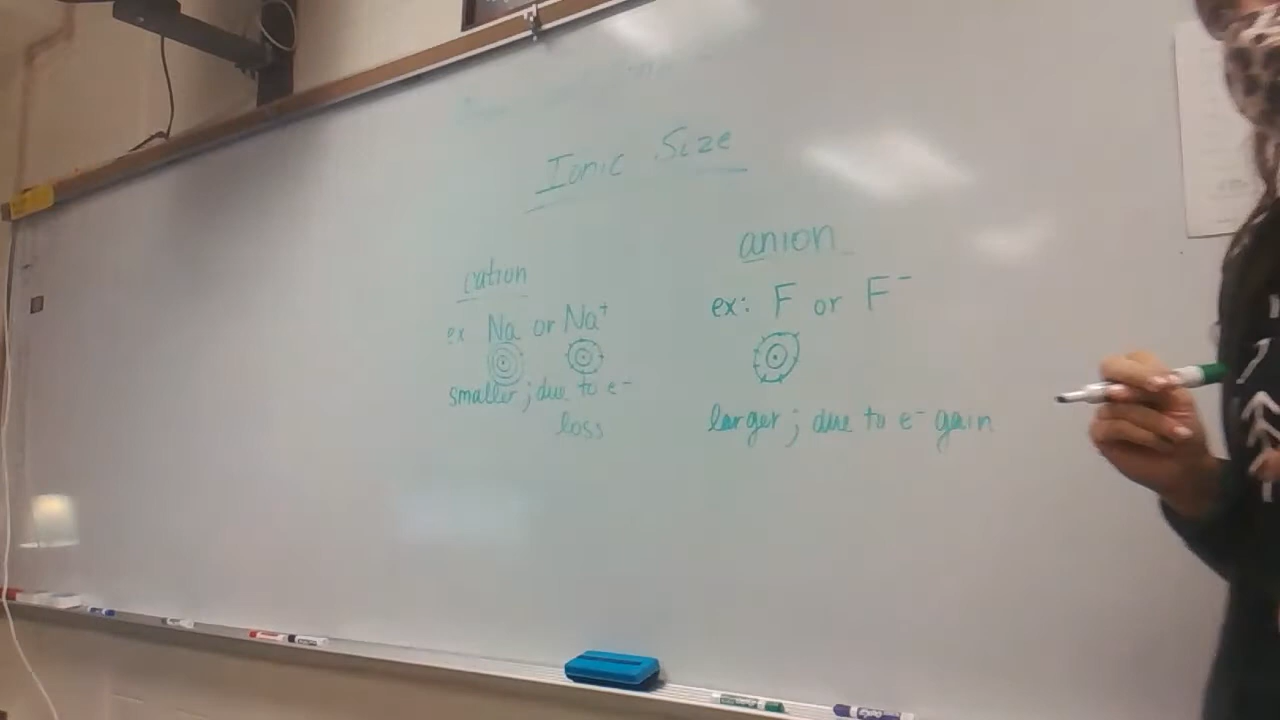 Ionic Size
cation
ex Na or Na⁺
smaller; due to e⁻
loss
anion
ex: F or F⁻
larger; due to e⁻ gain